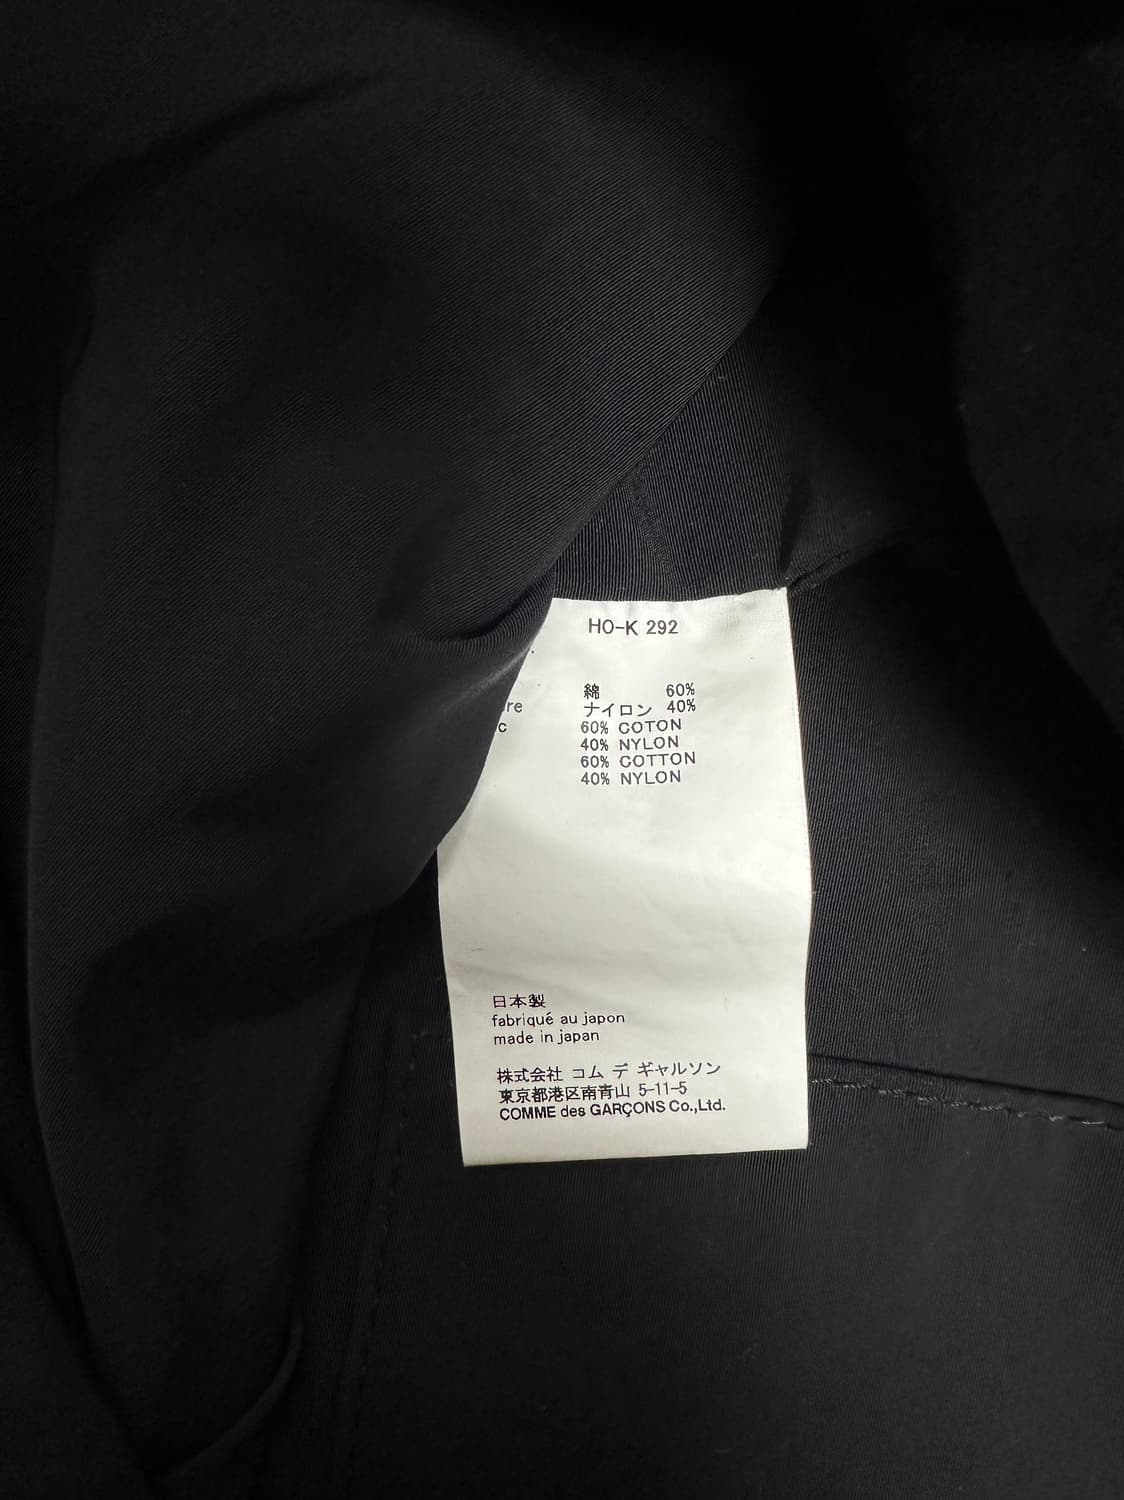 HO-K 292
綿 60%
re ナイロン 40%
c 60% COTON
40% NYLON
60% COTTON
40% NYLON
日本製
fabriqué au japon
made in japan
株式会社 コム デ ギャルソン
東京都港区南青山 5-11-5
COMME des GARÇONS Co.,Ltd.